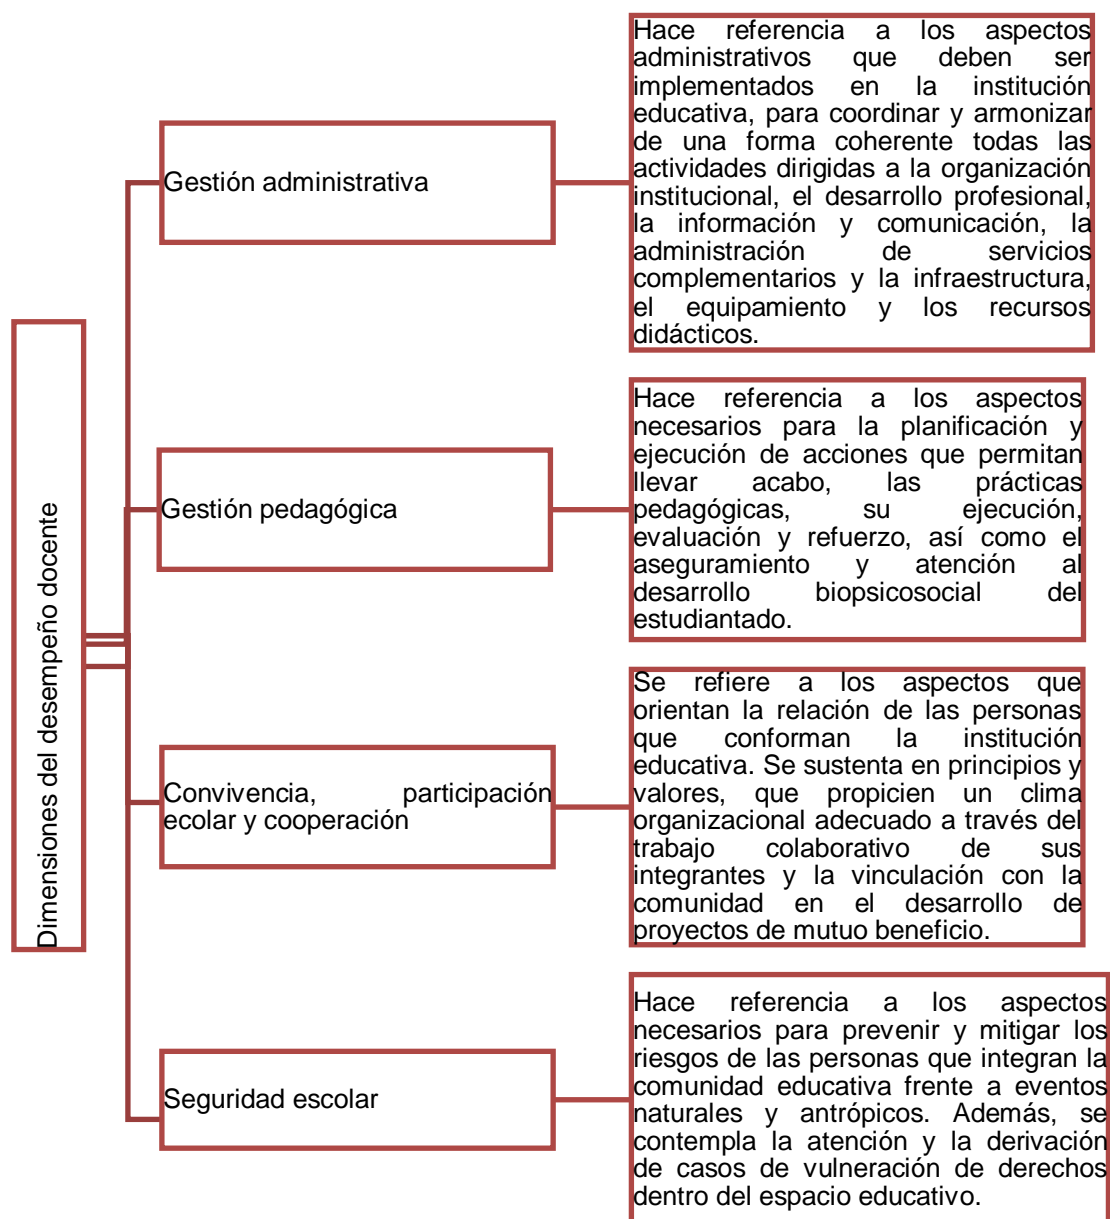 Dimensiones del desempeño docente
Gestión administrativa
Hace referencia a los aspectos
administrativos que deben ser
implementados en la institución
educativa, para coordinar y armonizar
de una forma coherente todas las
actividades dirigidas a la organización
institucional, el desarrollo profesional,
la información y comunicación, la
administración de servicios
complementarios y la infraestructura,
el equipamiento y los recursos
didácticos.
Gestión pedagógica
Hace referencia a los aspectos
necesarios para la planificación y
ejecución de acciones que permitan
llevar acabo, las prácticas
pedagógicas, su ejecución,
evaluación y refuerzo, así como el
aseguramiento y atención al
desarrollo biopsicosocial del
estudiantado.
Convivencia, participación
ecolar y cooperación
Se refiere a los aspectos que
orientan la relación de las personas
que conforman la institución
educativa. Se sustenta en principios y
valores, que propicien un clima
organizacional adecuado a través del
trabajo colaborativo de sus
integrantes y la vinculación con la
comunidad en el desarrollo de
proyectos de mutuo beneficio.
Seguridad escolar
Hace referencia a los aspectos
necesarios para prevenir y mitigar los
riesgos de las personas que integran la
comunidad educativa frente a eventos
naturales y antrópicos. Además, se
contempla la atención y la derivación
de casos de vulneración de derechos
dentro del espacio educativo.